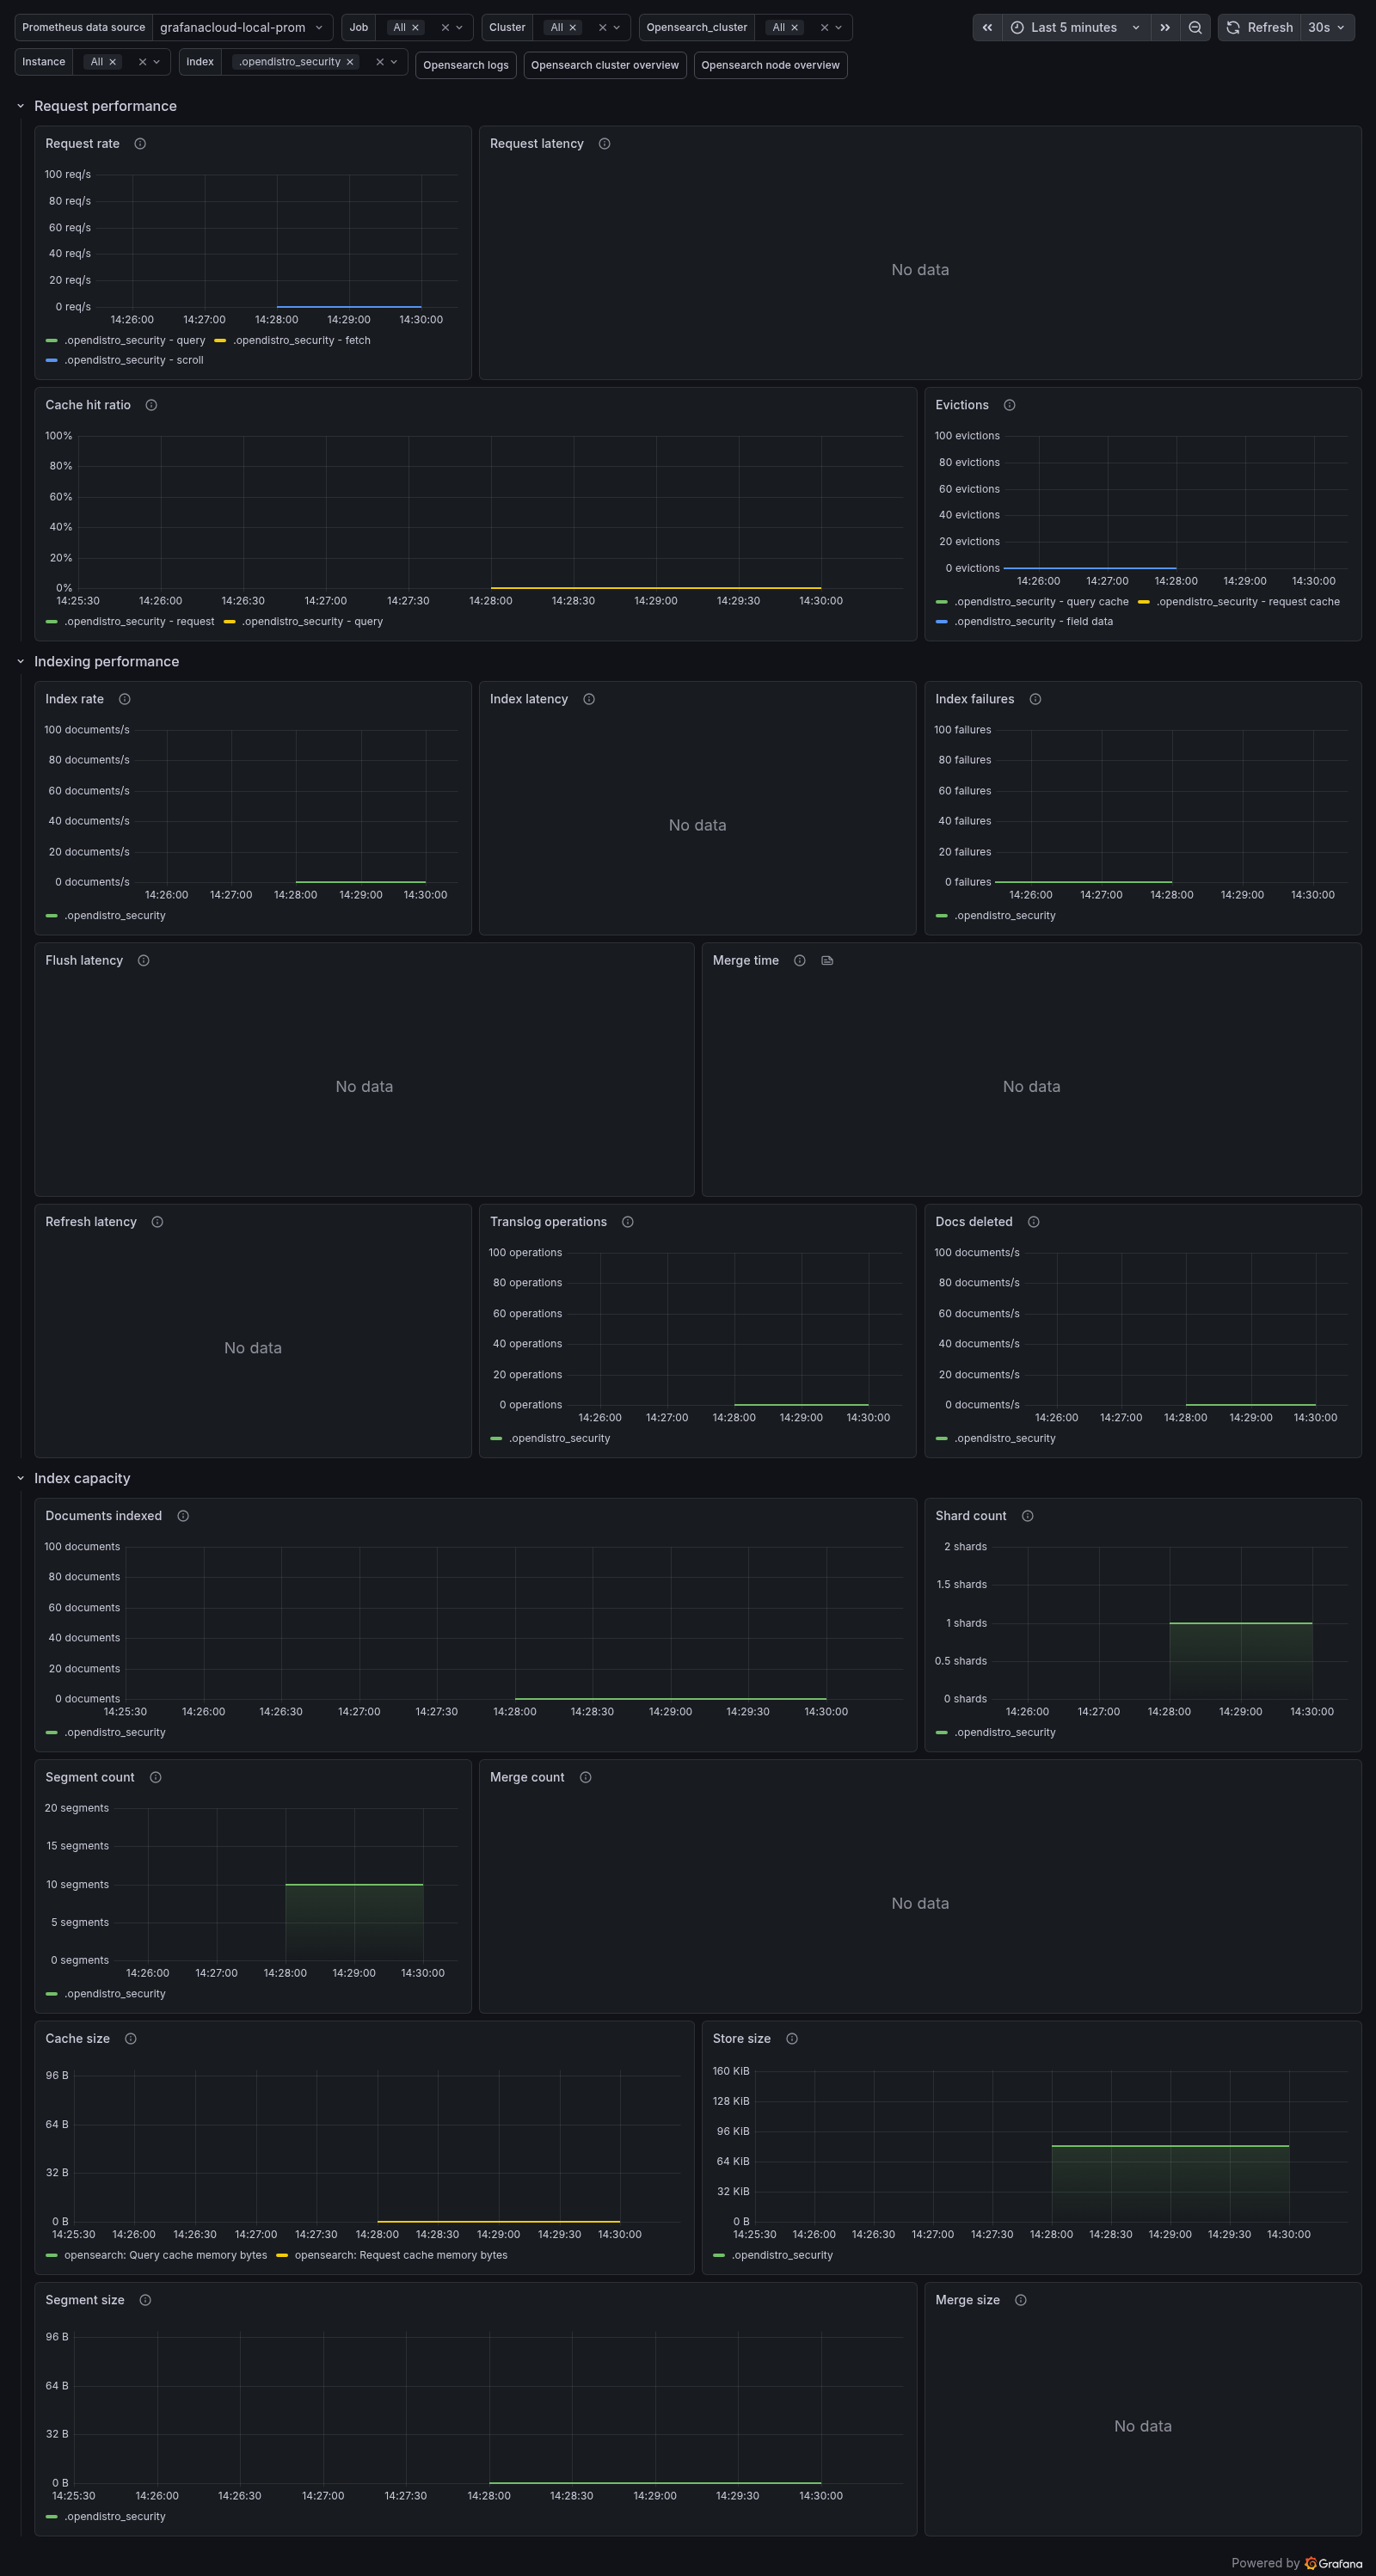 Prometheus data source grafanacloud-local-prom Job All Cluster All Opensearch_cluster All Last 5 minutes Refresh 30s
Instance All index .opendistro_security Opensearch logs Opensearch cluster overview Opensearch node overview
Request performance
Request rate
100 req/s
80 req/s
60 req/s
40 req/s
20 req/s
0 req/s
14:26:00 14:27:00 14:28:00 14:29:00 14:30:00
.opendistro_security - query .opendistro_security - fetch
.opendistro_security - scroll
Request latency
No data
Cache hit ratio
100%
80%
60%
40%
20%
0%
14:25:30 14:26:00 14:26:30 14:27:00 14:27:30 14:28:00 14:28:30 14:29:00 14:29:30 14:30:00
.opendistro_security - request .opendistro_security - query
Evictions
100 evictions
80 evictions
60 evictions
40 evictions
20 evictions
0 evictions
14:26:00 14:27:00 14:28:00 14:29:00 14:30:00
.opendistro_security - query cache .opendistro_security - request cache
.opendistro_security - field data
Indexing performance
Index rate
100 documents/s
80 documents/s
60 documents/s
40 documents/s
20 documents/s
0 documents/s
14:26:00 14:27:00 14:28:00 14:29:00 14:30:00
.opendistro_security
Index latency
No data
Index failures
100 failures
80 failures
60 failures
40 failures
20 failures
0 failures
14:26:00 14:27:00 14:28:00 14:29:00 14:30:00
.opendistro_security
Flush latency
No data
Merge time
No data
Refresh latency
No data
Translog operations
100 operations
80 operations
60 operations
40 operations
20 operations
0 operations
14:26:00 14:27:00 14:28:00 14:29:00 14:30:00
.opendistro_security
Docs deleted
100 documents/s
80 documents/s
60 documents/s
40 documents/s
20 documents/s
0 documents/s
14:26:00 14:27:00 14:28:00 14:29:00 14:30:00
.opendistro_security
Index capacity
Documents indexed
100 documents
80 documents
60 documents
40 documents
20 documents
0 documents
14:25:30 14:26:00 14:26:30 14:27:00 14:27:30 14:28:00 14:28:30 14:29:00 14:29:30 14:30:00
.opendistro_security
Shard count
2 shards
1.5 shards
1 shards
0.5 shards
0 shards
14:26:00 14:27:00 14:28:00 14:29:00 14:30:00
.opendistro_security
Segment count
20 segments
15 segments
10 segments
5 segments
0 segments
14:26:00 14:27:00 14:28:00 14:29:00 14:30:00
.opendistro_security
Merge count
No data
Cache size
96 B
64 B
32 B
0 B
14:25:30 14:26:00 14:26:30 14:27:00 14:27:30 14:28:00 14:28:30 14:29:00 14:29:30 14:30:00
opensearch: Query cache memory bytes opensearch: Request cache memory bytes
Store size
160 KiB
128 KiB
96 KiB
64 KiB
32 KiB
0 B
14:25:30 14:26:00 14:26:30 14:27:00 14:27:30 14:28:00 14:28:30 14:29:00 14:29:30 14:30:00
.opendistro_security
Segment size
96 B
64 B
32 B
0 B
14:25:30 14:26:00 14:26:30 14:27:00 14:27:30 14:28:00 14:28:30 14:29:00 14:29:30 14:30:00
.opendistro_security
Merge size
No data
Powered by Grafana